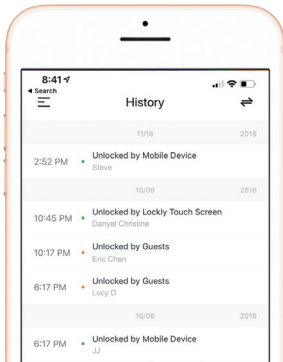 8:41
Search
History
11/16 2018
2:52 PM Unlocked by Mobile Device
Steve
10/08 2018
10:45 PM Unlocked by Lockly Touch Screen
Danyel Christine
10:17 PM Unlocked by Guests
Eric Chen
6:17 PM Unlocked by Guests
Lucy D
10/06 2018
6:17 PM Unlocked by Mobile Device
JJ